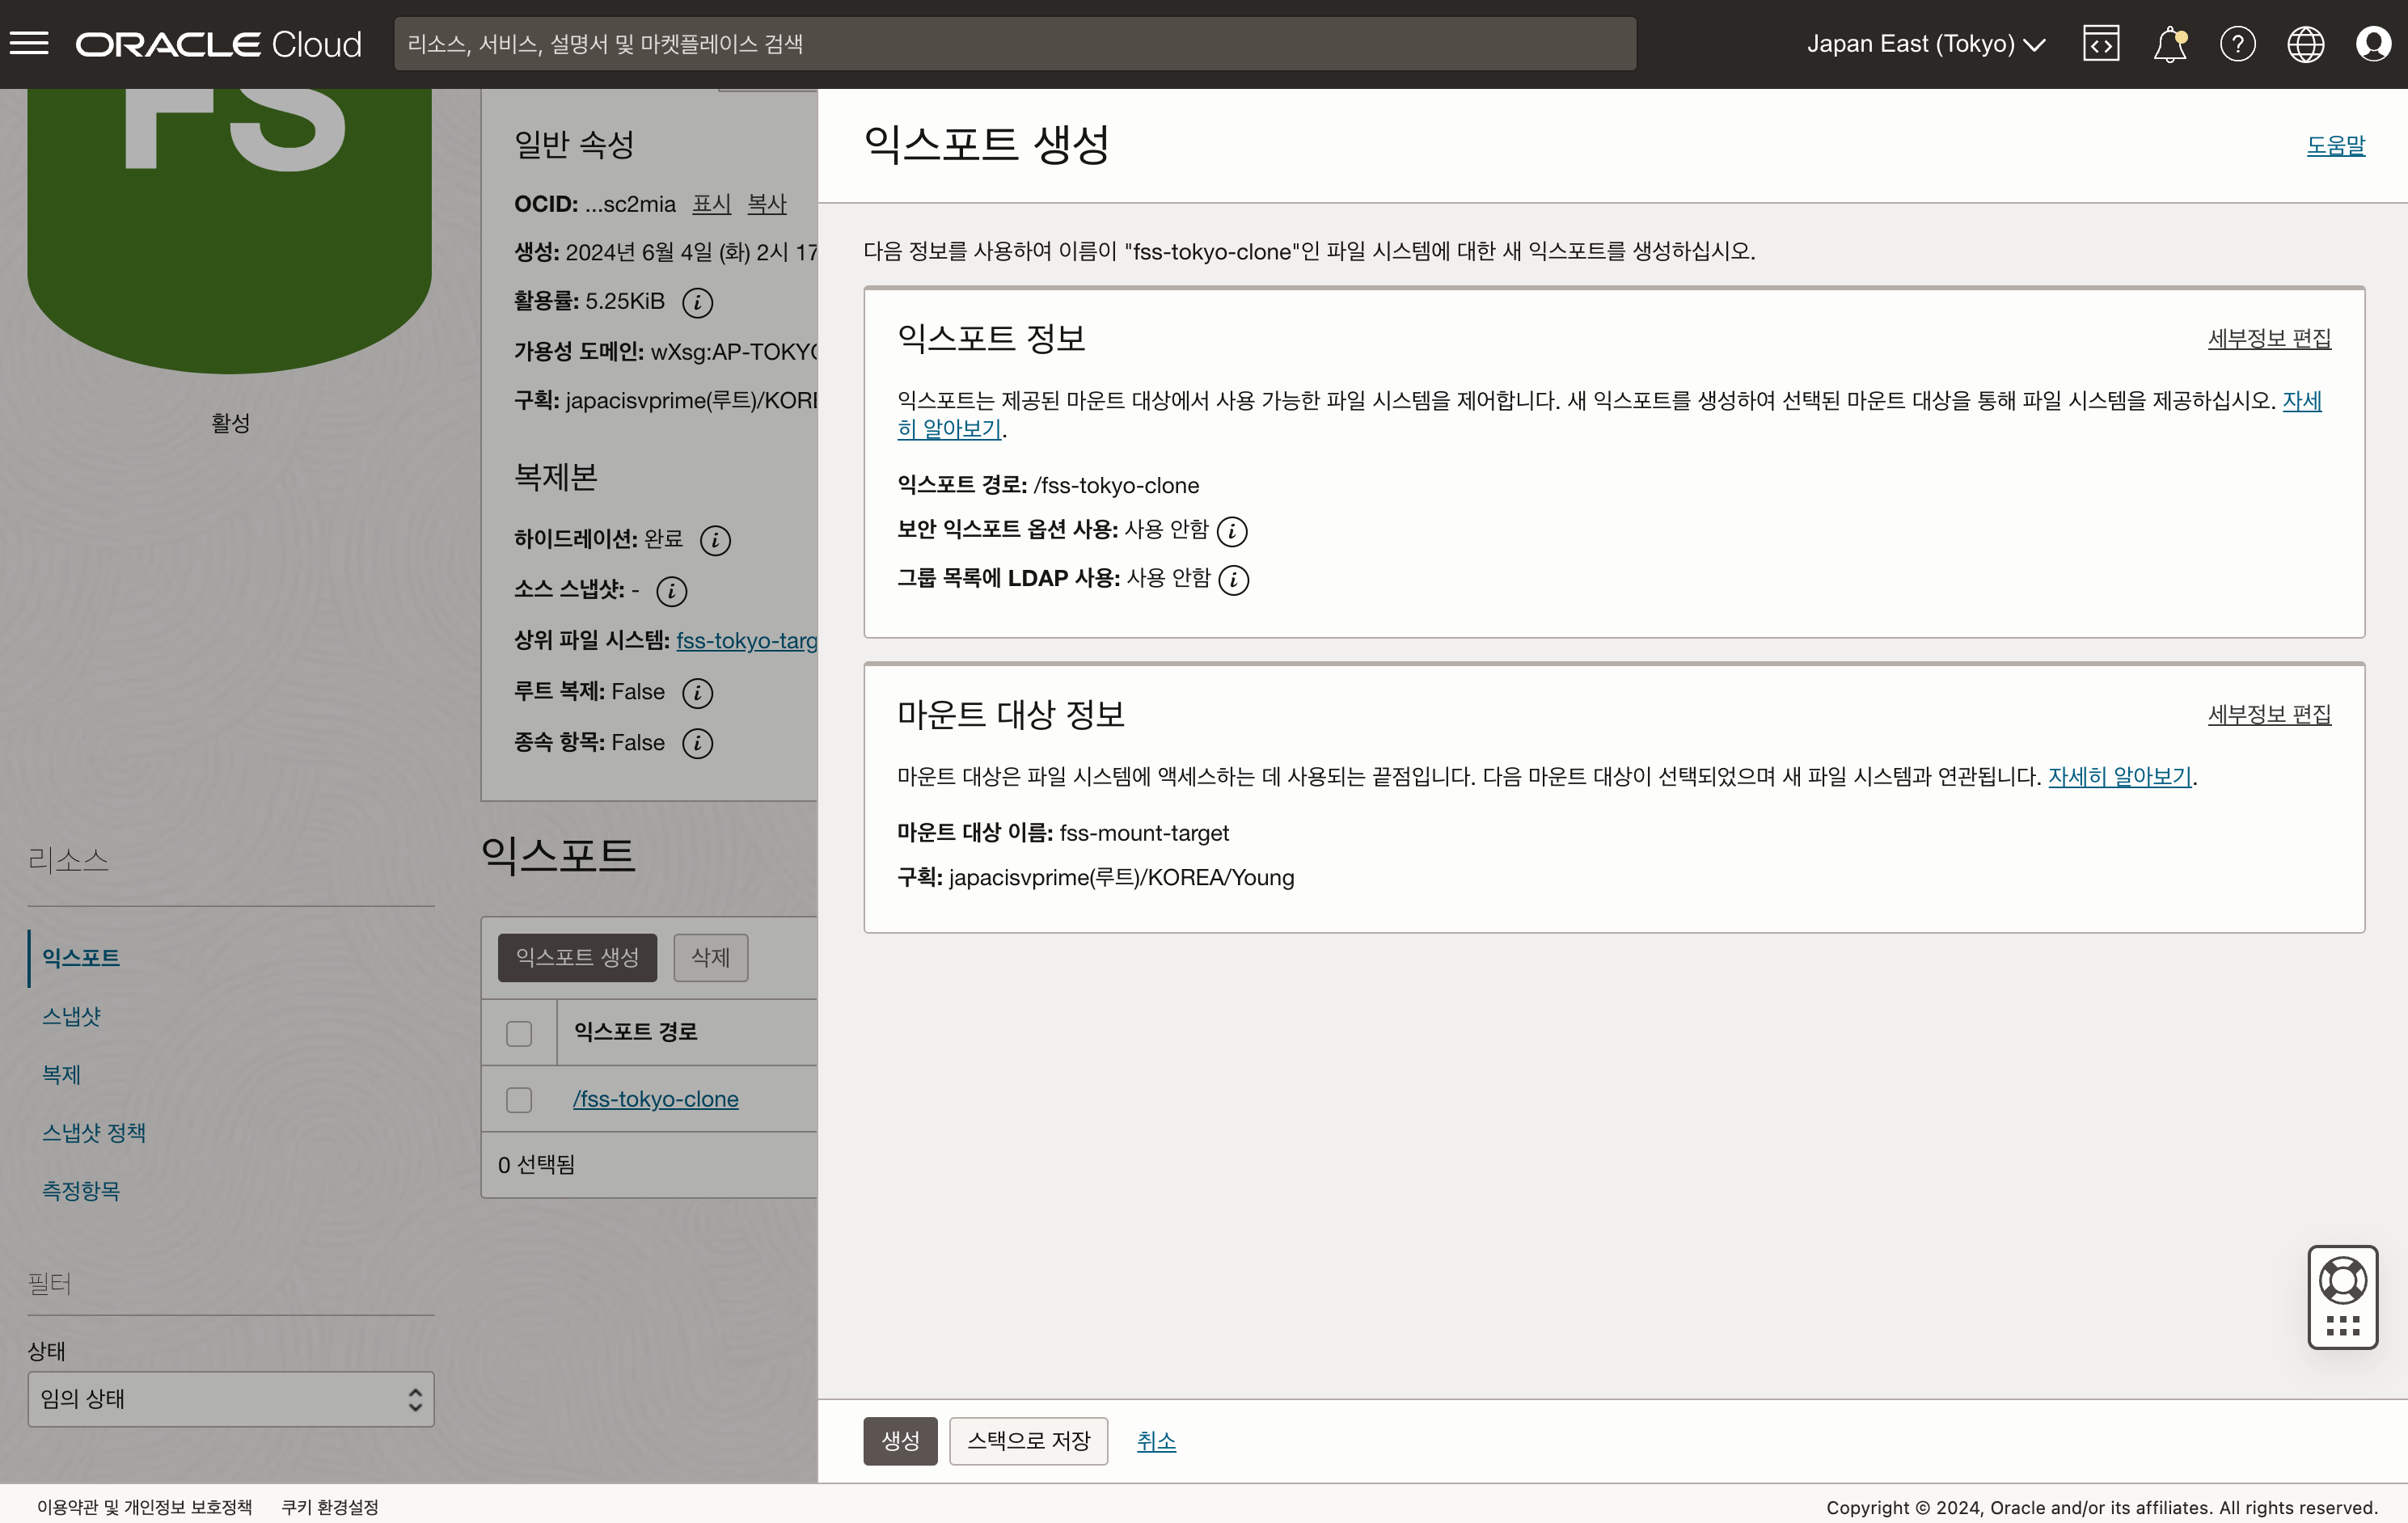 ORACLE Cloud
리소스, 서비스, 설명서 및 마켓플레이스 검색
Japan East (Tokyo)
FS
활성
일반 속성
OCID: ...sc2mia 표시 복사
생성: 2024년 6월 4일 (화) 2시 17
활용률: 5.25KiB
가용성 도메인: wXsg:AP-TOKYO
구획: japacisvprime(루트)/KORE
복제본
하이드레이션: 완료
소스 스냅샷: -
상위 파일 시스템: fss-tokyo-targ
루트 복제: False
종속 항목: False
리소스
익스포트
스냅샷
복제
스냅샷 정책
측정항목
필터
상태
임의 상태
익스포트
익스포트 생성 삭제
익스포트 경로
/fss-tokyo-clone
0 선택됨
익스포트 생성
도움말
다음 정보를 사용하여 이름이 "fss-tokyo-clone"인 파일 시스템에 대한 새 익스포트를 생성하십시오.
익스포트 정보
세부정보 편집
익스포트는 제공된 마운트 대상에서 사용 가능한 파일 시스템을 제어합니다. 새 익스포트를 생성하여 선택된 마운트 대상을 통해 파일 시스템을 제공하십시오. 자세
히 알아보기.
익스포트 경로: /fss-tokyo-clone
보안 익스포트 옵션 사용: 사용 안함
그룹 목록에 LDAP 사용: 사용 안함
마운트 대상 정보
세부정보 편집
마운트 대상은 파일 시스템에 액세스하는 데 사용되는 끝점입니다. 다음 마운트 대상이 선택되었으며 새 파일 시스템과 연관됩니다. 자세히 알아보기.
마운트 대상 이름: fss-mount-target
구획: japacisvprime(루트)/KOREA/Young
생성 스택으로 저장 취소
이용약관 및 개인정보 보호정책 쿠키 환경설정
Copyright © 2024, Oracle and/or its affiliates. All rights reserved.